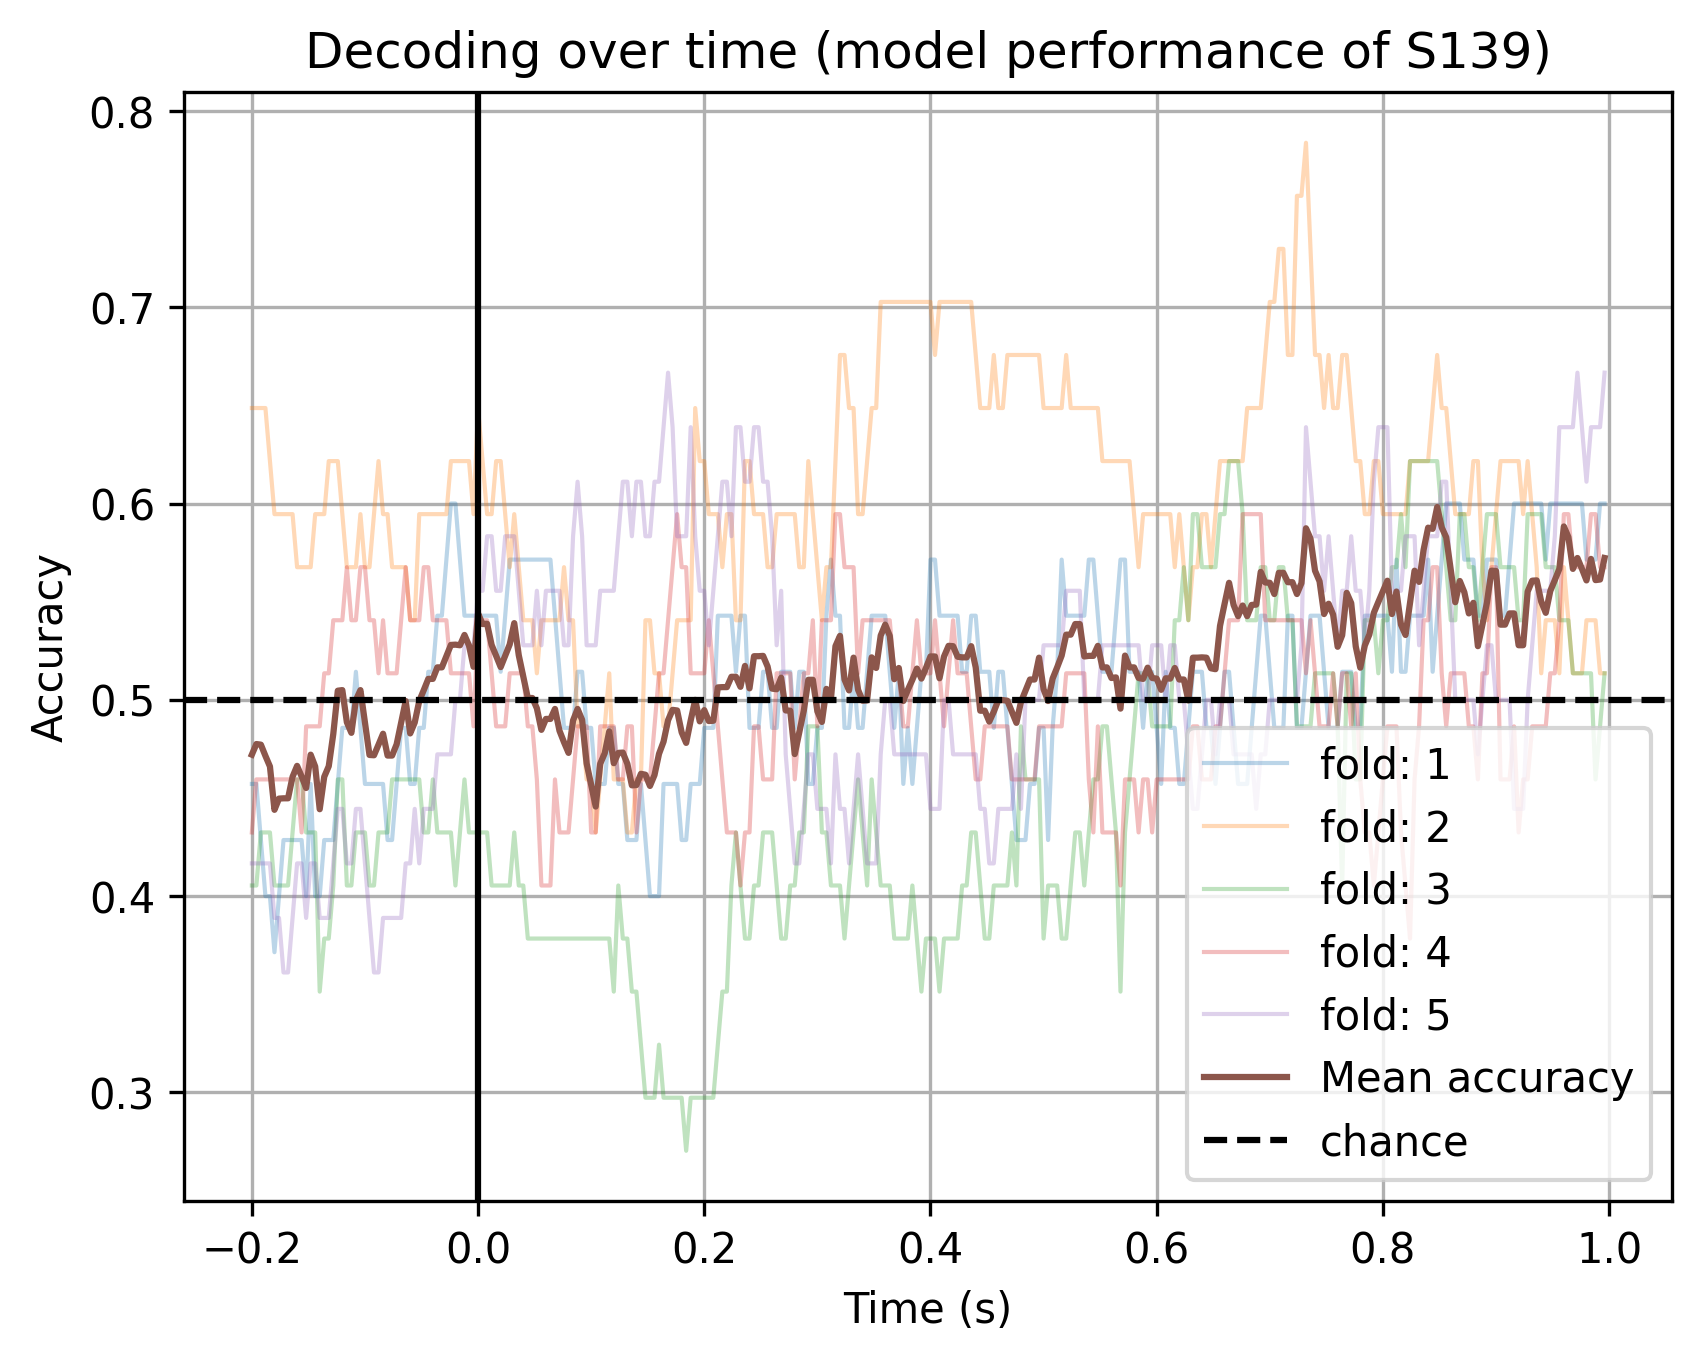 Decoding over time (model performance of S139)
0.8
0.7
0.6
0.5
0.4
0.3
Accuracy
fold: 1
fold: 2
fold: 3
fold: 4
fold: 5
Mean accuracy
chance
−0.2 0.0 0.2 0.4 0.6 0.8 1.0
Time (s)